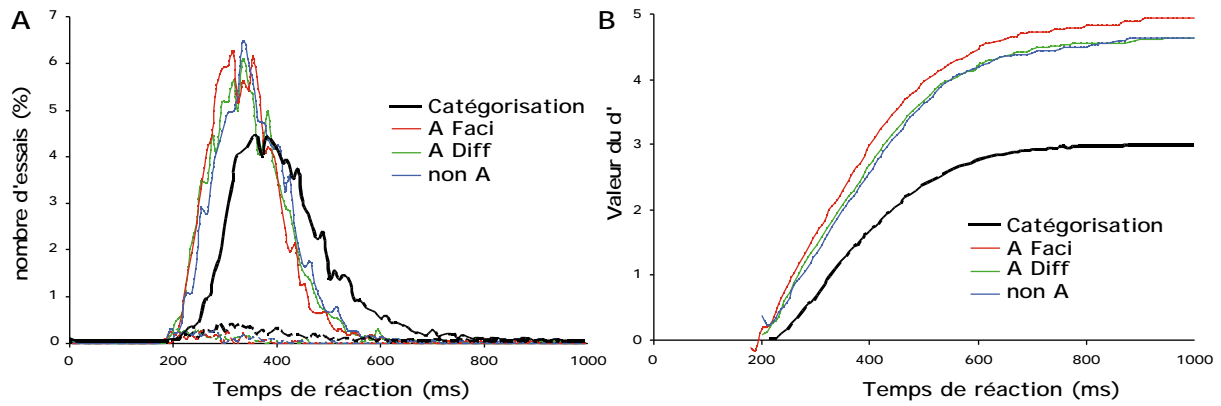 A
nombre d'essais (%)
7
6
5
4
3
2
1
0
0 200 400 600 800 1000
Temps de réaction (ms)
Catégorisation
A Faci
A Diff
non A
B
Valeur du d'
5
4
3
2
1
0
0 200 400 600 800 1000
Temps de réaction (ms)
Catégorisation
A Faci
A Diff
non A